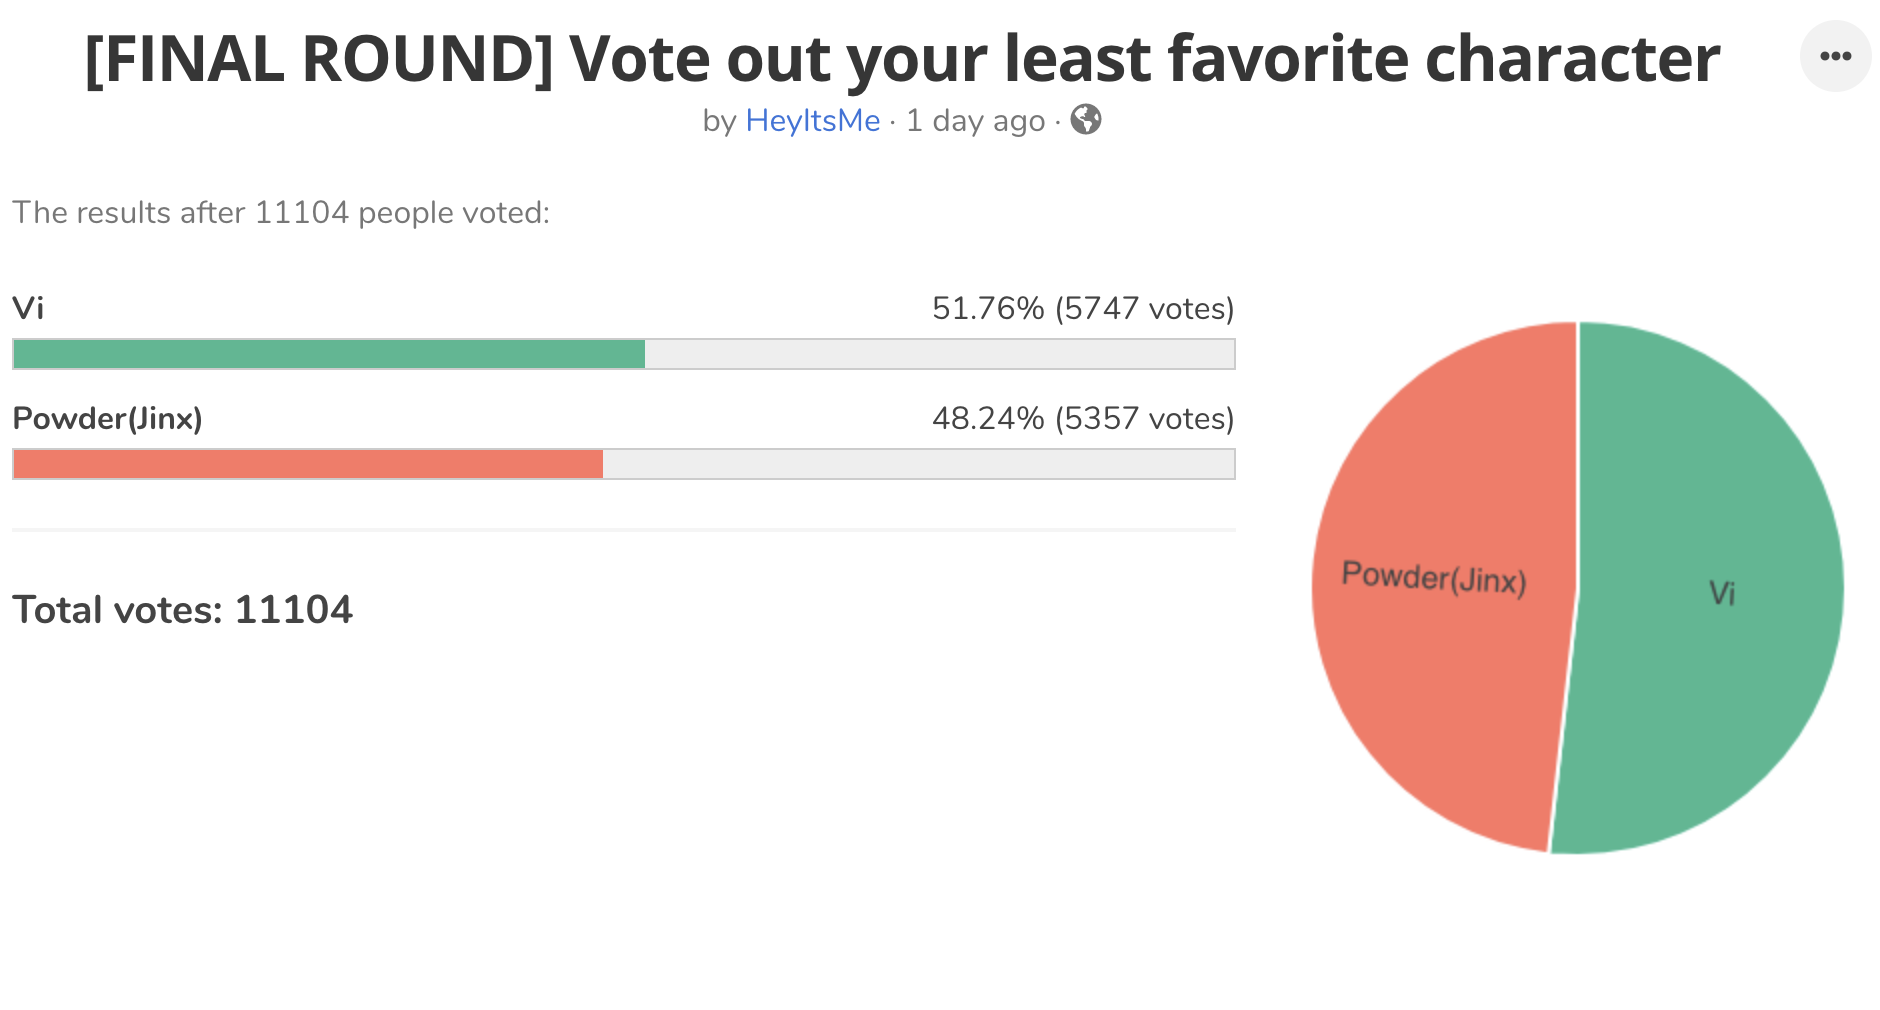 [FINAL ROUND] Vote out your least favorite character
by HeyItsMe · 1 day ago ·
The results after 11104 people voted:
Vi 51.76% (5747 votes)
Powder(Jinx) 48.24% (5357 votes)
Total votes: 11104
Powder(Jinx)
Vi